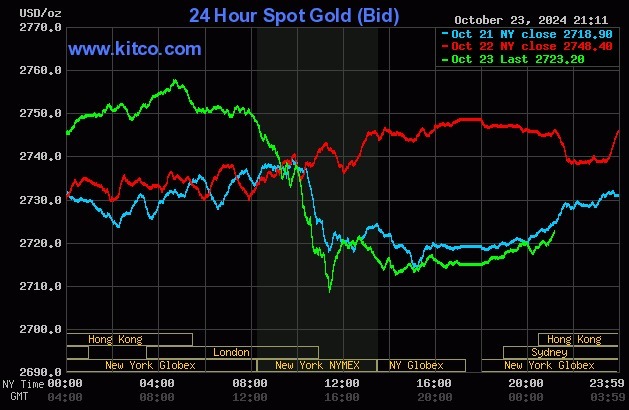 USD/oz
24 Hour Spot Gold (Bid)
October 23, 2024 21:11
www.kitco.com
Oct 21 NY close 2718.90
Oct 22 NY close 2748.40
Oct 23 Last 2723.20
2770.0
2760.0
2750.0
2740.0
2730.0
2720.0
2710.0
2700.0
2690.0
Hong Kong
Hong Kong
London
Sydney
New York Globex
New York NYMEX
NY Globex
New York Globex
NY Time 00:00 04:00 08:00 12:00 16:00 20:00 23:59
GMT 04:00 08:00 12:00 16:00 20:00 00:00 03:59